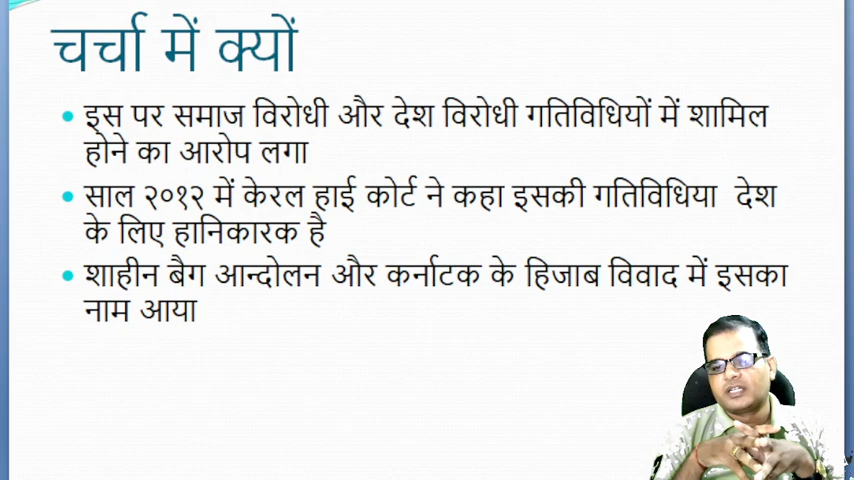 चर्चा में क्यों
• इस पर समाज विरोधी और देश विरोधी गतिविधियों में शामिल
होने का आरोप लगा
• साल २०१२ में केरल हाई कोर्ट ने कहा इसकी गतिविधिया देश
के लिए हानिकारक है
• शाहीन बैग आन्दोलन और कर्नाटक के हिजाब विवाद में इसका
नाम आया